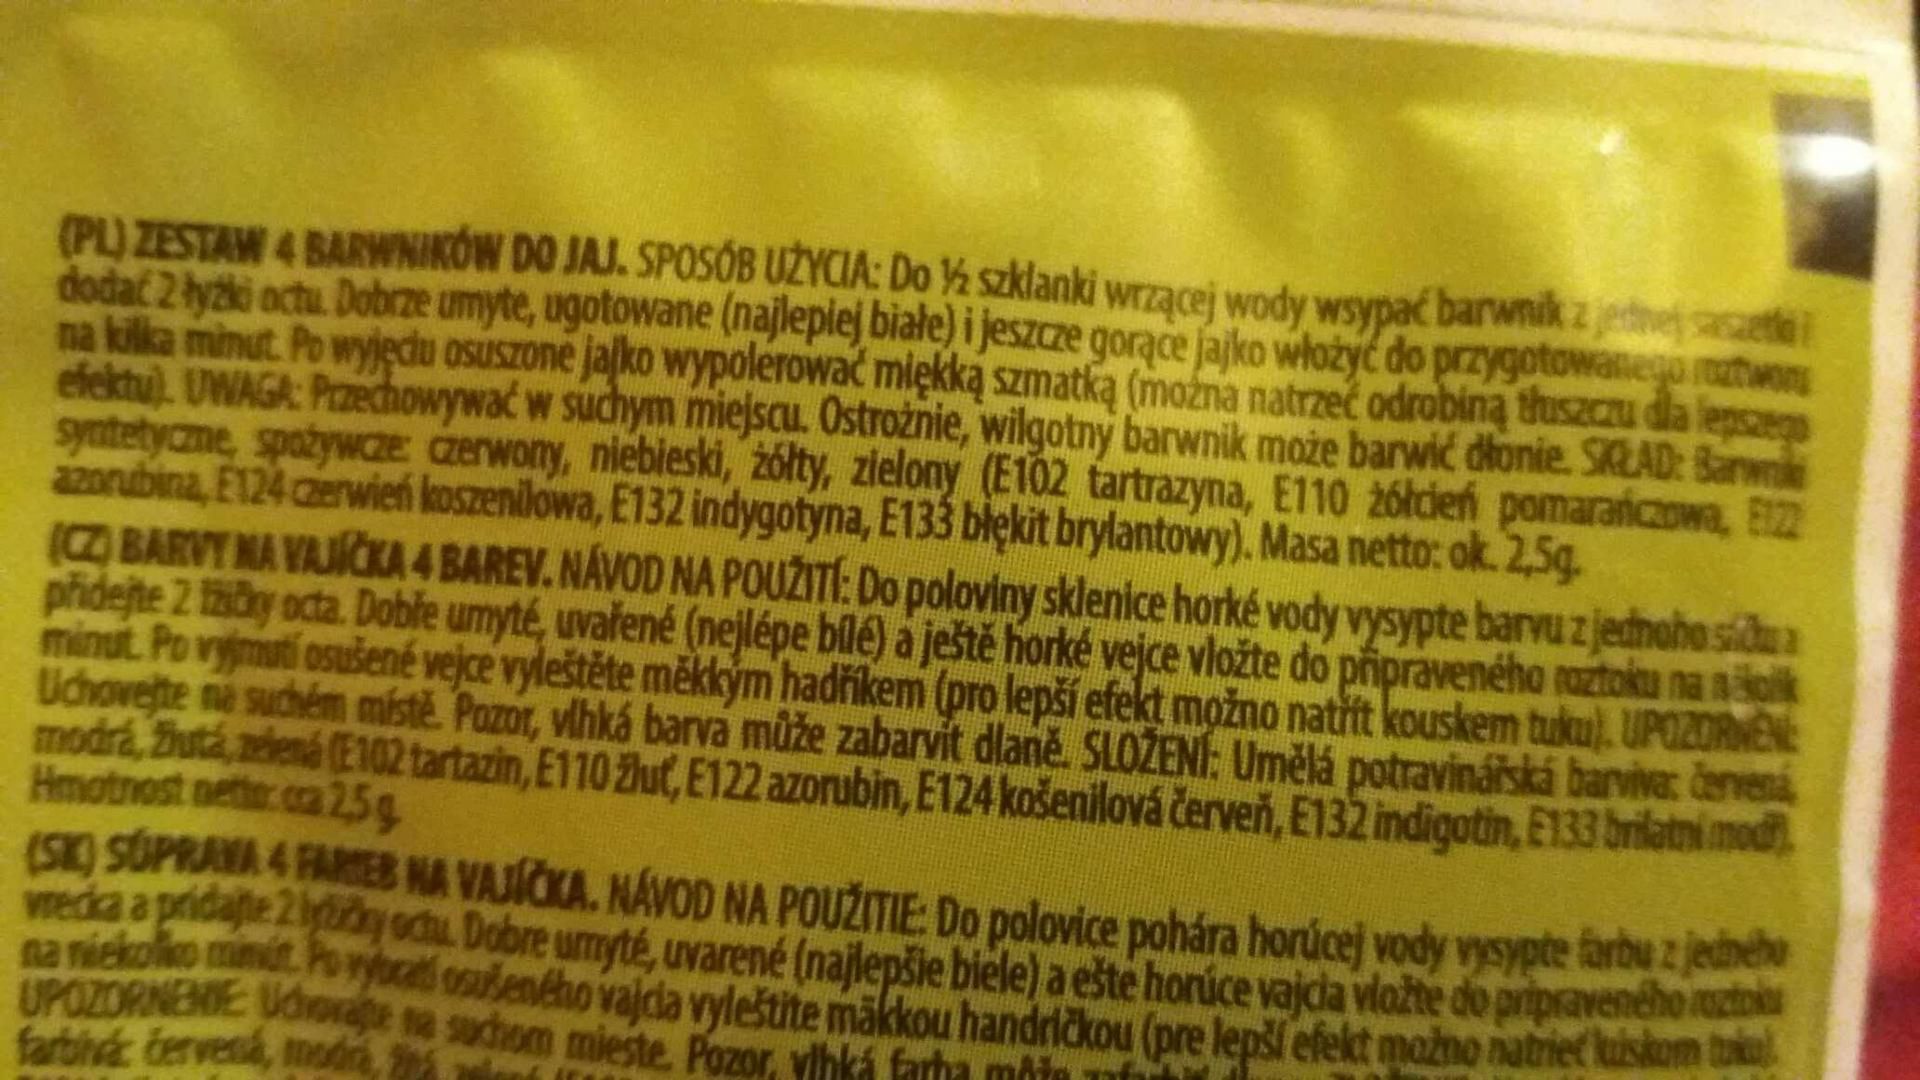 (PL) ZESTAW 4 BARWNIKÓW DO JAJ. SPOSÓB UŻYCIA: Do ½ szklanki wrzącej wody wsypać barwnik z jednej saszetki i
dodać 2 łyżki octu. Dobrze umyte, ugotowane (najlepiej białe) i jeszcze gorące jajko włożyć do przygotowanego roztworu
na kilka minut. Po wyjęciu osuszone jajko wypolerować miękką szmatką (można natrzeć odrobiną tłuszczu dla lepszego
efektu). UWAGA: Przechowywać w suchym miejscu. Ostrożnie, wilgotny barwnik może barwić dłonie. SKŁAD: Barwniki
syntetyczne, spożywcze: czerwony, niebieski, żółty, zielony (E102 tartrazyna, E110 żółcień pomarańczowa, E122
azorubina, E124 czerwień koszenilowa, E132 indygotyna, E133 błękit brylantowy). Masa netto: ok. 2,5g.
(CZ) BARVY NA VAJÍČKA 4 BAREV. NÁVOD NA POUŽITÍ: Do poloviny sklenice horké vody vysypte barvu z jednoho sáčku a
přidejte 2 lžičky octa. Dobře umyté, uvařené (nejlépe bílé) a ještě horké vejce vložte do připraveného roztoku na několik
minut. Po vyjmutí osušené vejce vyleštěte měkkým hadříkem (pro lepší efekt možno natřít kouskem tuku). UPOZORNĚNÍ:
Uchovejte na suchém místě. Pozor, vlhká barva může zabarvit dlaně. SLOŽENÍ: Umělá potravinářská barviva: červená,
modrá, žlutá, zelená (E102 tartazin, E110 žluť, E122 azorubin, E124 košenilová červeň, E132 indigotin, E133 brilatni modř).
Hmotnost netto: cca 2,5 g.
(SK) SÚPRAVA 4 FARIEB NA VAJÍČKA. NÁVOD NA POUŽITIE: Do polovice pohára horúcej vody vysypte farbu z jedného
vrecka a pridajte 2 lyžičky octu. Dobre umyté, uvarené (najlepšie biele) a ešte horúce vajcia vložte do pripraveného roztoku
na niekoľko minút. Po vybratí osušeného vajcia vyleštite mäkkou handričkou (pre lepší efekt možno natrieť kúskom tuku).
UPOZORNENIE: Uchovajte na suchom mieste. Pozor, vlhká farba môže
farbivá: červená, modrá,